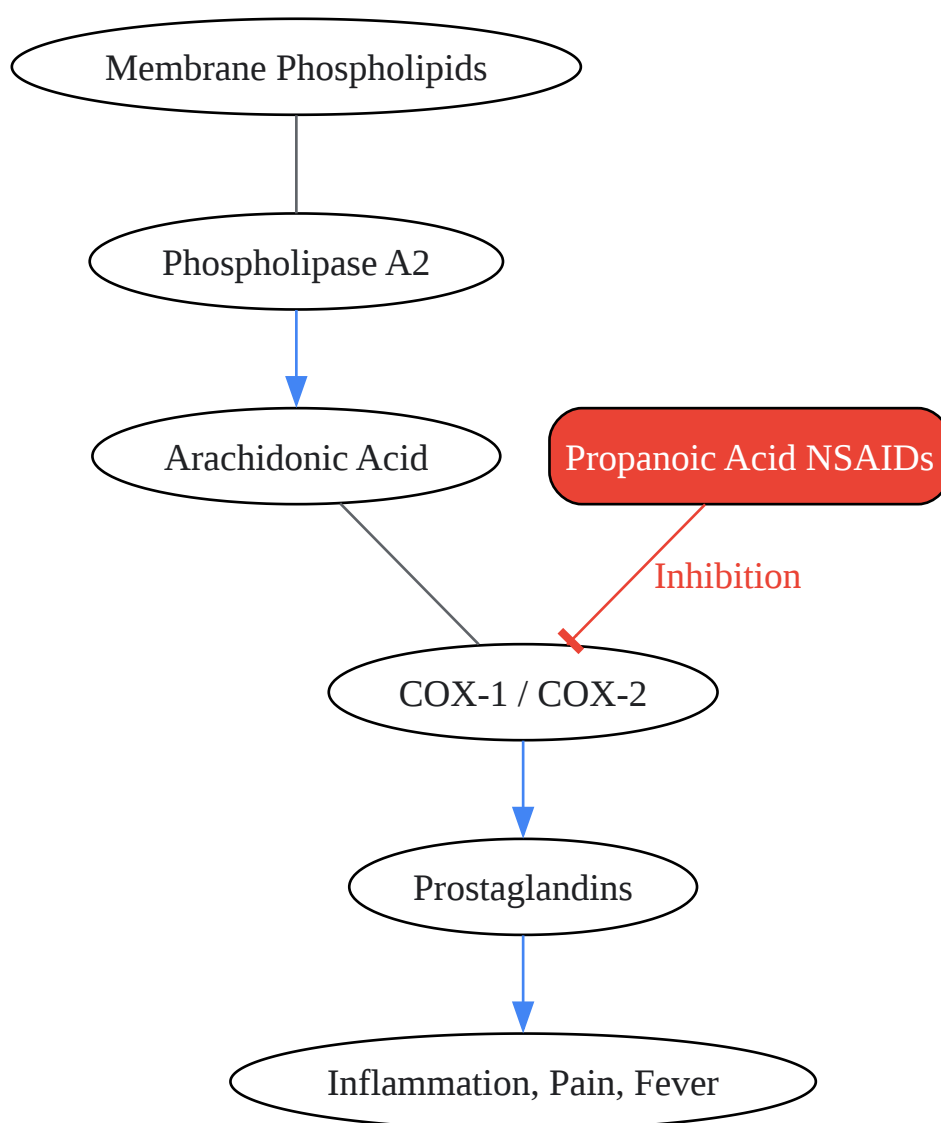 Membrane Phospholipids
Phospholipase A2
Arachidonic Acid
Propanoic Acid NSAIDs
Inhibition
COX-1 / COX-2
Prostaglandins
Inflammation, Pain, Fever